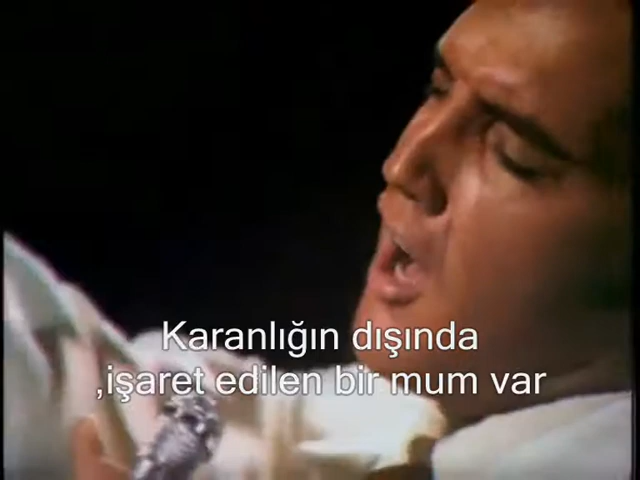 Karanlığın dışında
,işaret edilen bir mum var